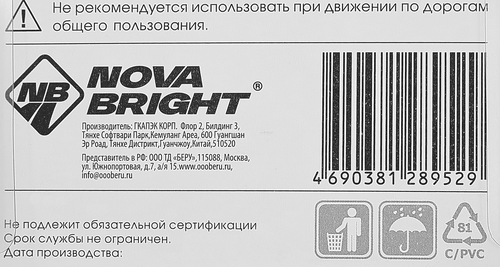 Не рекомендуется использовать при движении по дорогам
общего пользования.
NB
NOVA
BRIGHT®
Производитель: ГКАПЭК КОРП. Флор 2, Билдинг 3,
Тянхе Софтвари Парк,Кемуланг Ареа, 600 Гуангшан
Эр Роад, Тянхе Дистрикт,Гуанчжоу,Китай,510520
Представитель в РФ: ООО ТД «БЕРУ»,115088, Москва,
ул. Южнопортовая, д.7, а/я 15.www.oooberu.ru,
info@oooberu.ru
4 690381 289529
Не подлежит обязательной сертификации
Срок службы не ограничен.
Дата производства:
81
C/PVC